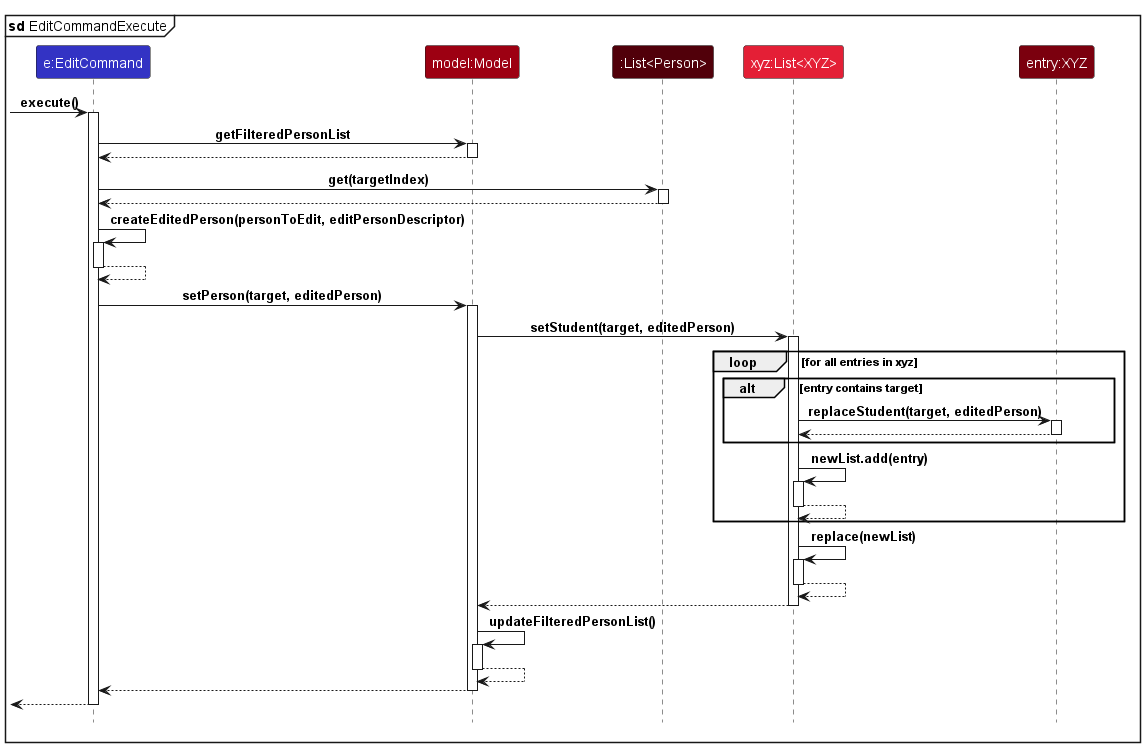 sd EditCommandExecute
e:EditCommand
model:Model
:List<Person>
xyz:List<XYZ>
entry:XYZ
execute()
getFilteredPersonList
get(targetIndex)
createEditedPerson(personToEdit, editPersonDescriptor)
setPerson(target, editedPerson)
setStudent(target, editedPerson)
loop
[for all entries in xyz]
alt
[entry contains target]
replaceStudent(target, editedPerson)
newList.add(entry)
replace(newList)
updateFilteredPersonList()